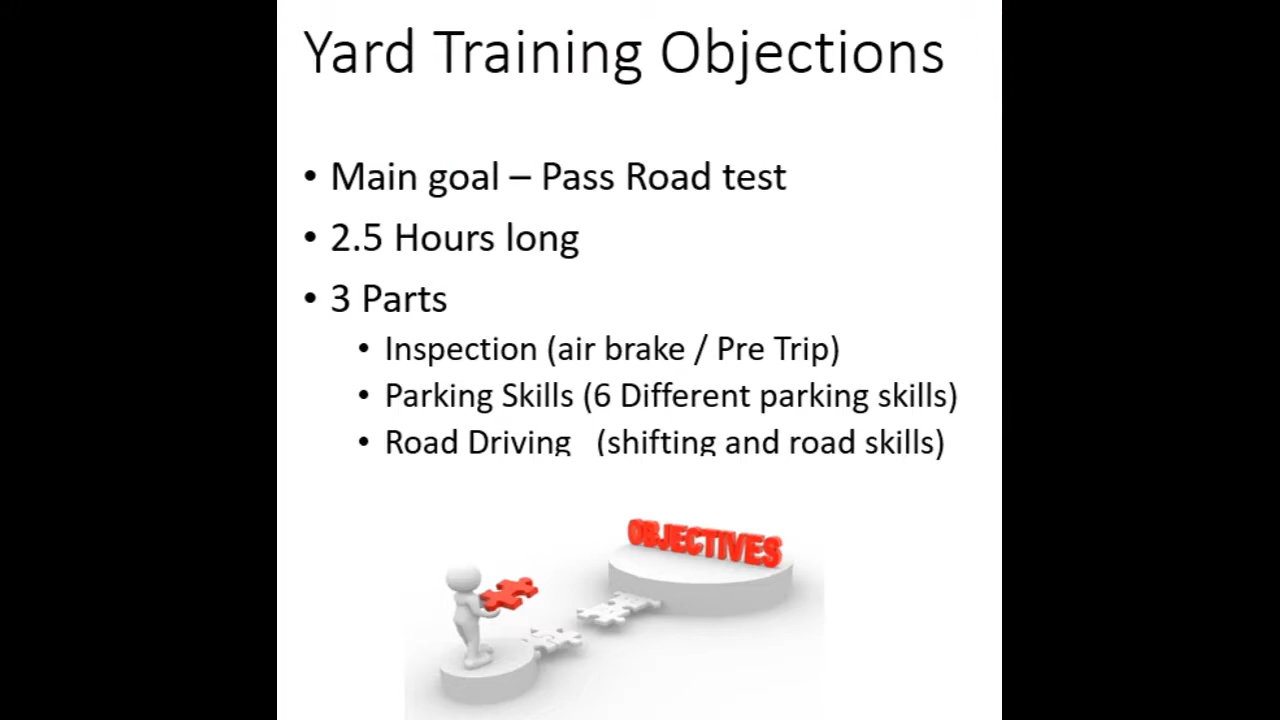 Yard Training Objections
• Main goal – Pass Road test
• 2.5 Hours long
• 3 Parts
• Inspection (air brake / Pre Trip)
• Parking Skills (6 Different parking skills)
• Road Driving (shifting and road skills)
OBJECTIVES